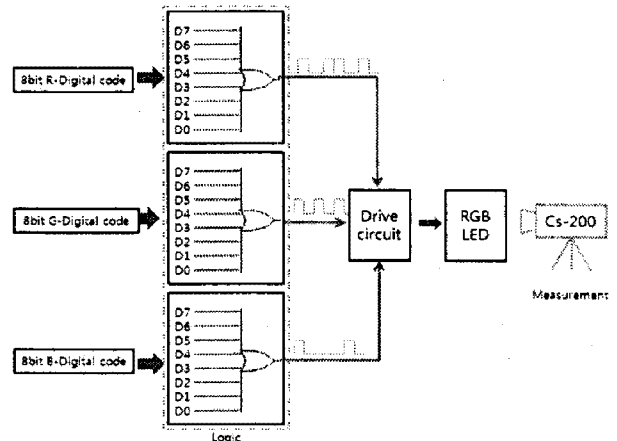 8bit R-Digital code
D7
D6
D5
D4
D3
D2
D1
D0
8bit G-Digital code
D7
D6
D5
D4
D3
D2
D1
D0
8bit B-Digital code
D7
D6
D5
D4
D3
D2
D1
D0
Logic
Drive
circuit
RGB
LED
Cs-200
Measurement